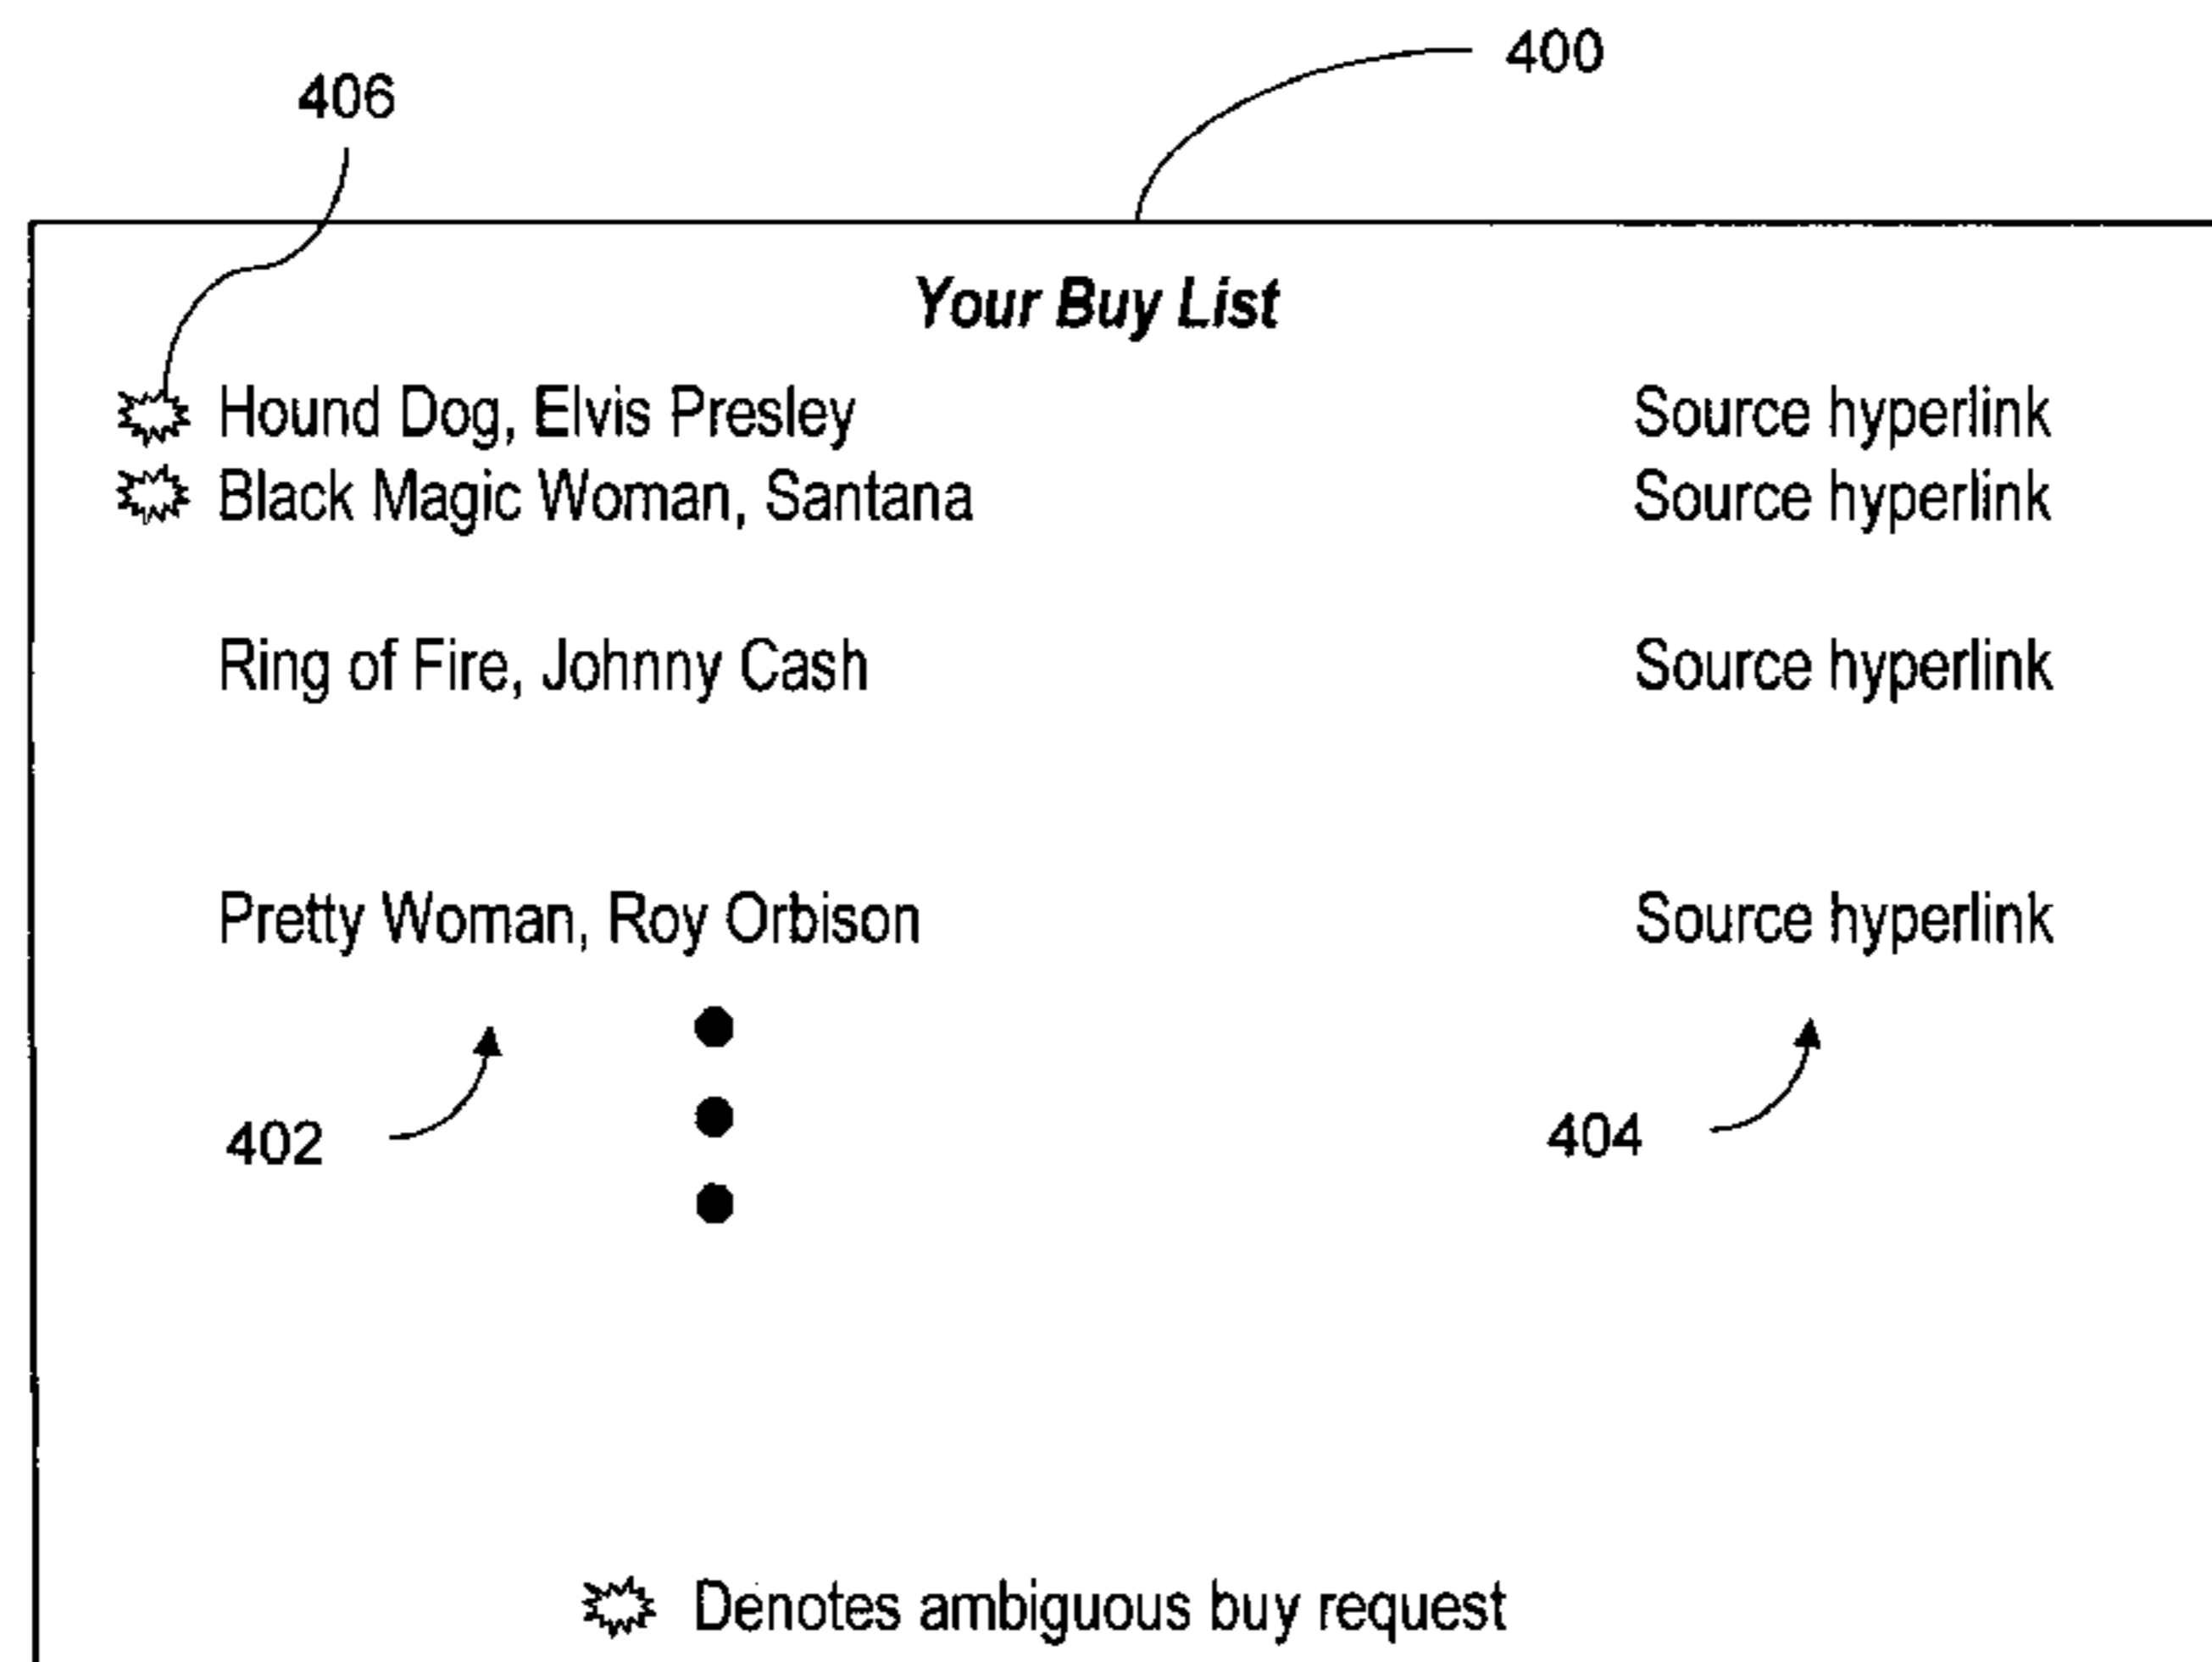 400
406
Your Buy List
Hound Dog, Elvis Presley Source hyperlink
Black Magic Woman, Santana Source hyperlink
Ring of Fire, Johnny Cash Source hyperlink
Pretty Woman, Roy Orbison Source hyperlink
402 404
Denotes ambiguous buy request